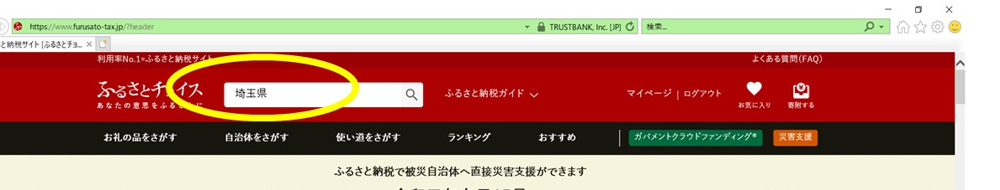 https://www.furusato-tax.jp/?header
TRUSTBANK, Inc. [JP]
検索...
と納税サイト [ふるさとチョ...
利用率No.1※ふるさと納税サイト
よくある質問(FAQ)
ふるさとチョイス
あなたの意思をふるさとに
埼玉県
ふるさと納税ガイド
マイページ | ログアウト
お気に入り
寄附する
お礼の品をさがす
自治体をさがす
使い道をさがす
ランキング
おすすめ
ガバメントクラウドファンディング®
災害支援
ふるさと納税で被災自治体へ直接災害支援ができます